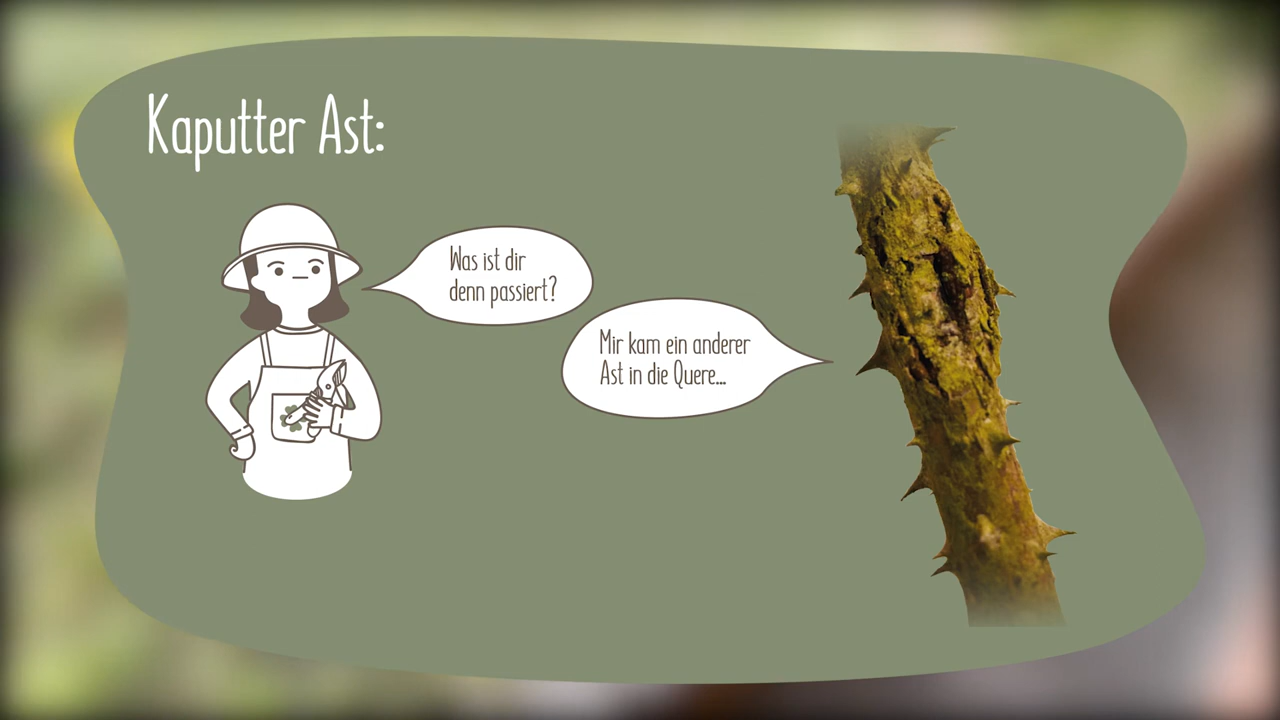 Kaputter Ast:
Was ist dir
denn passiert?
Mir kam ein anderer
Ast in die Quere...